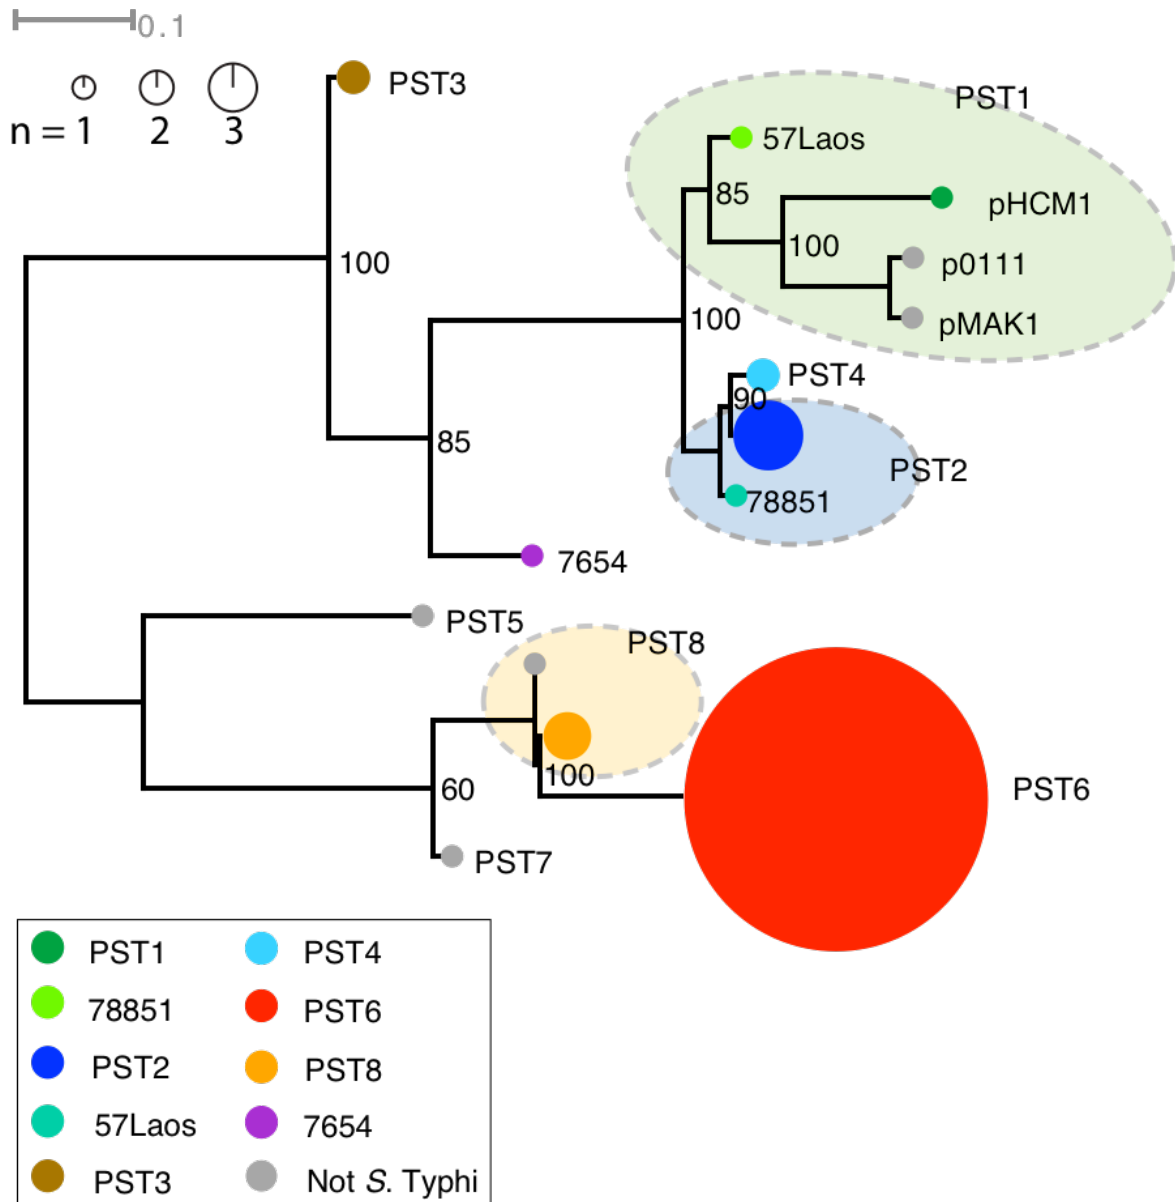 0.1
n = 1 2 3
PST3
PST1
57Laos
85
pHCM1
100
p0111
100
pMAK1
100
PST4
90
85
PST2
78851
7654
PST5
PST8
100
60
PST6
PST7
PST1 PST4
78851 PST6
PST2 PST8
57Laos 7654
PST3 Not S. Typhi